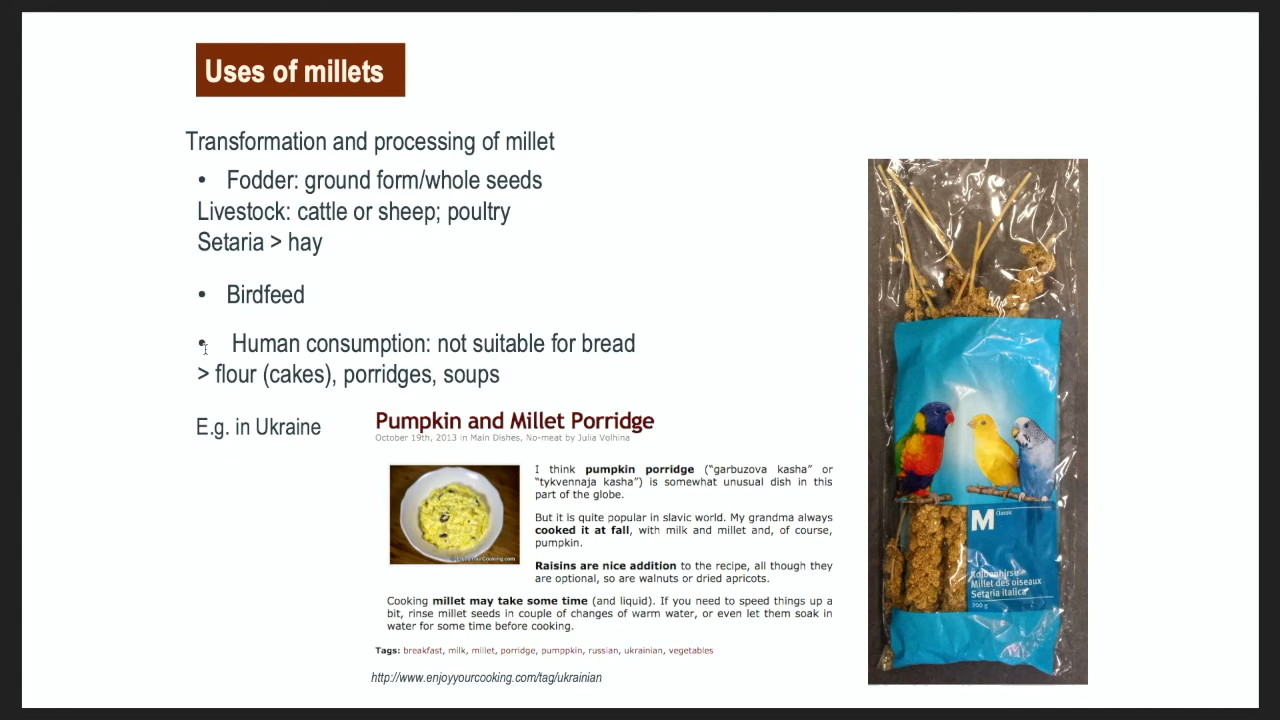 Uses of millets
Transformation and processing of millet
• Fodder: ground form/whole seeds
Livestock: cattle or sheep; poultry
Setaria > hay
• Birdfeed
• Human consumption: not suitable for bread
> flour (cakes), porridges, soups
E.g. in Ukraine
Pumpkin and Millet Porridge
October 19th, 2013 in Main Dishes, No-meat by Julia Volhina
I think pumpkin porridge (“garbuzova kasha” or
“tykvennaja kasha”) is somewhat unusual dish in this
part of the globe.
But it is quite popular in slavic world. My grandma always
cooked it at fall, with milk and millet and, of course,
pumpkin.
Raisins are nice addition to the recipe, all though they
are optional, so are walnuts or dried apricots.
EnjoyYourCooking.com
Cooking millet may take some time (and liquid). If you need to speed things up a
bit, rinse millet seeds in couple of changes of warm water, or even let them soak in
water for some time before cooking.
Tags: breakfast, milk, millet, porridge, pumppkin, russian, ukrainian, vegetables
http://www.enjoyyourcooking.com/tag/ukrainian
M Classic
Kolbenhirse
Millet des oiseaux
Setaria italica
200 g